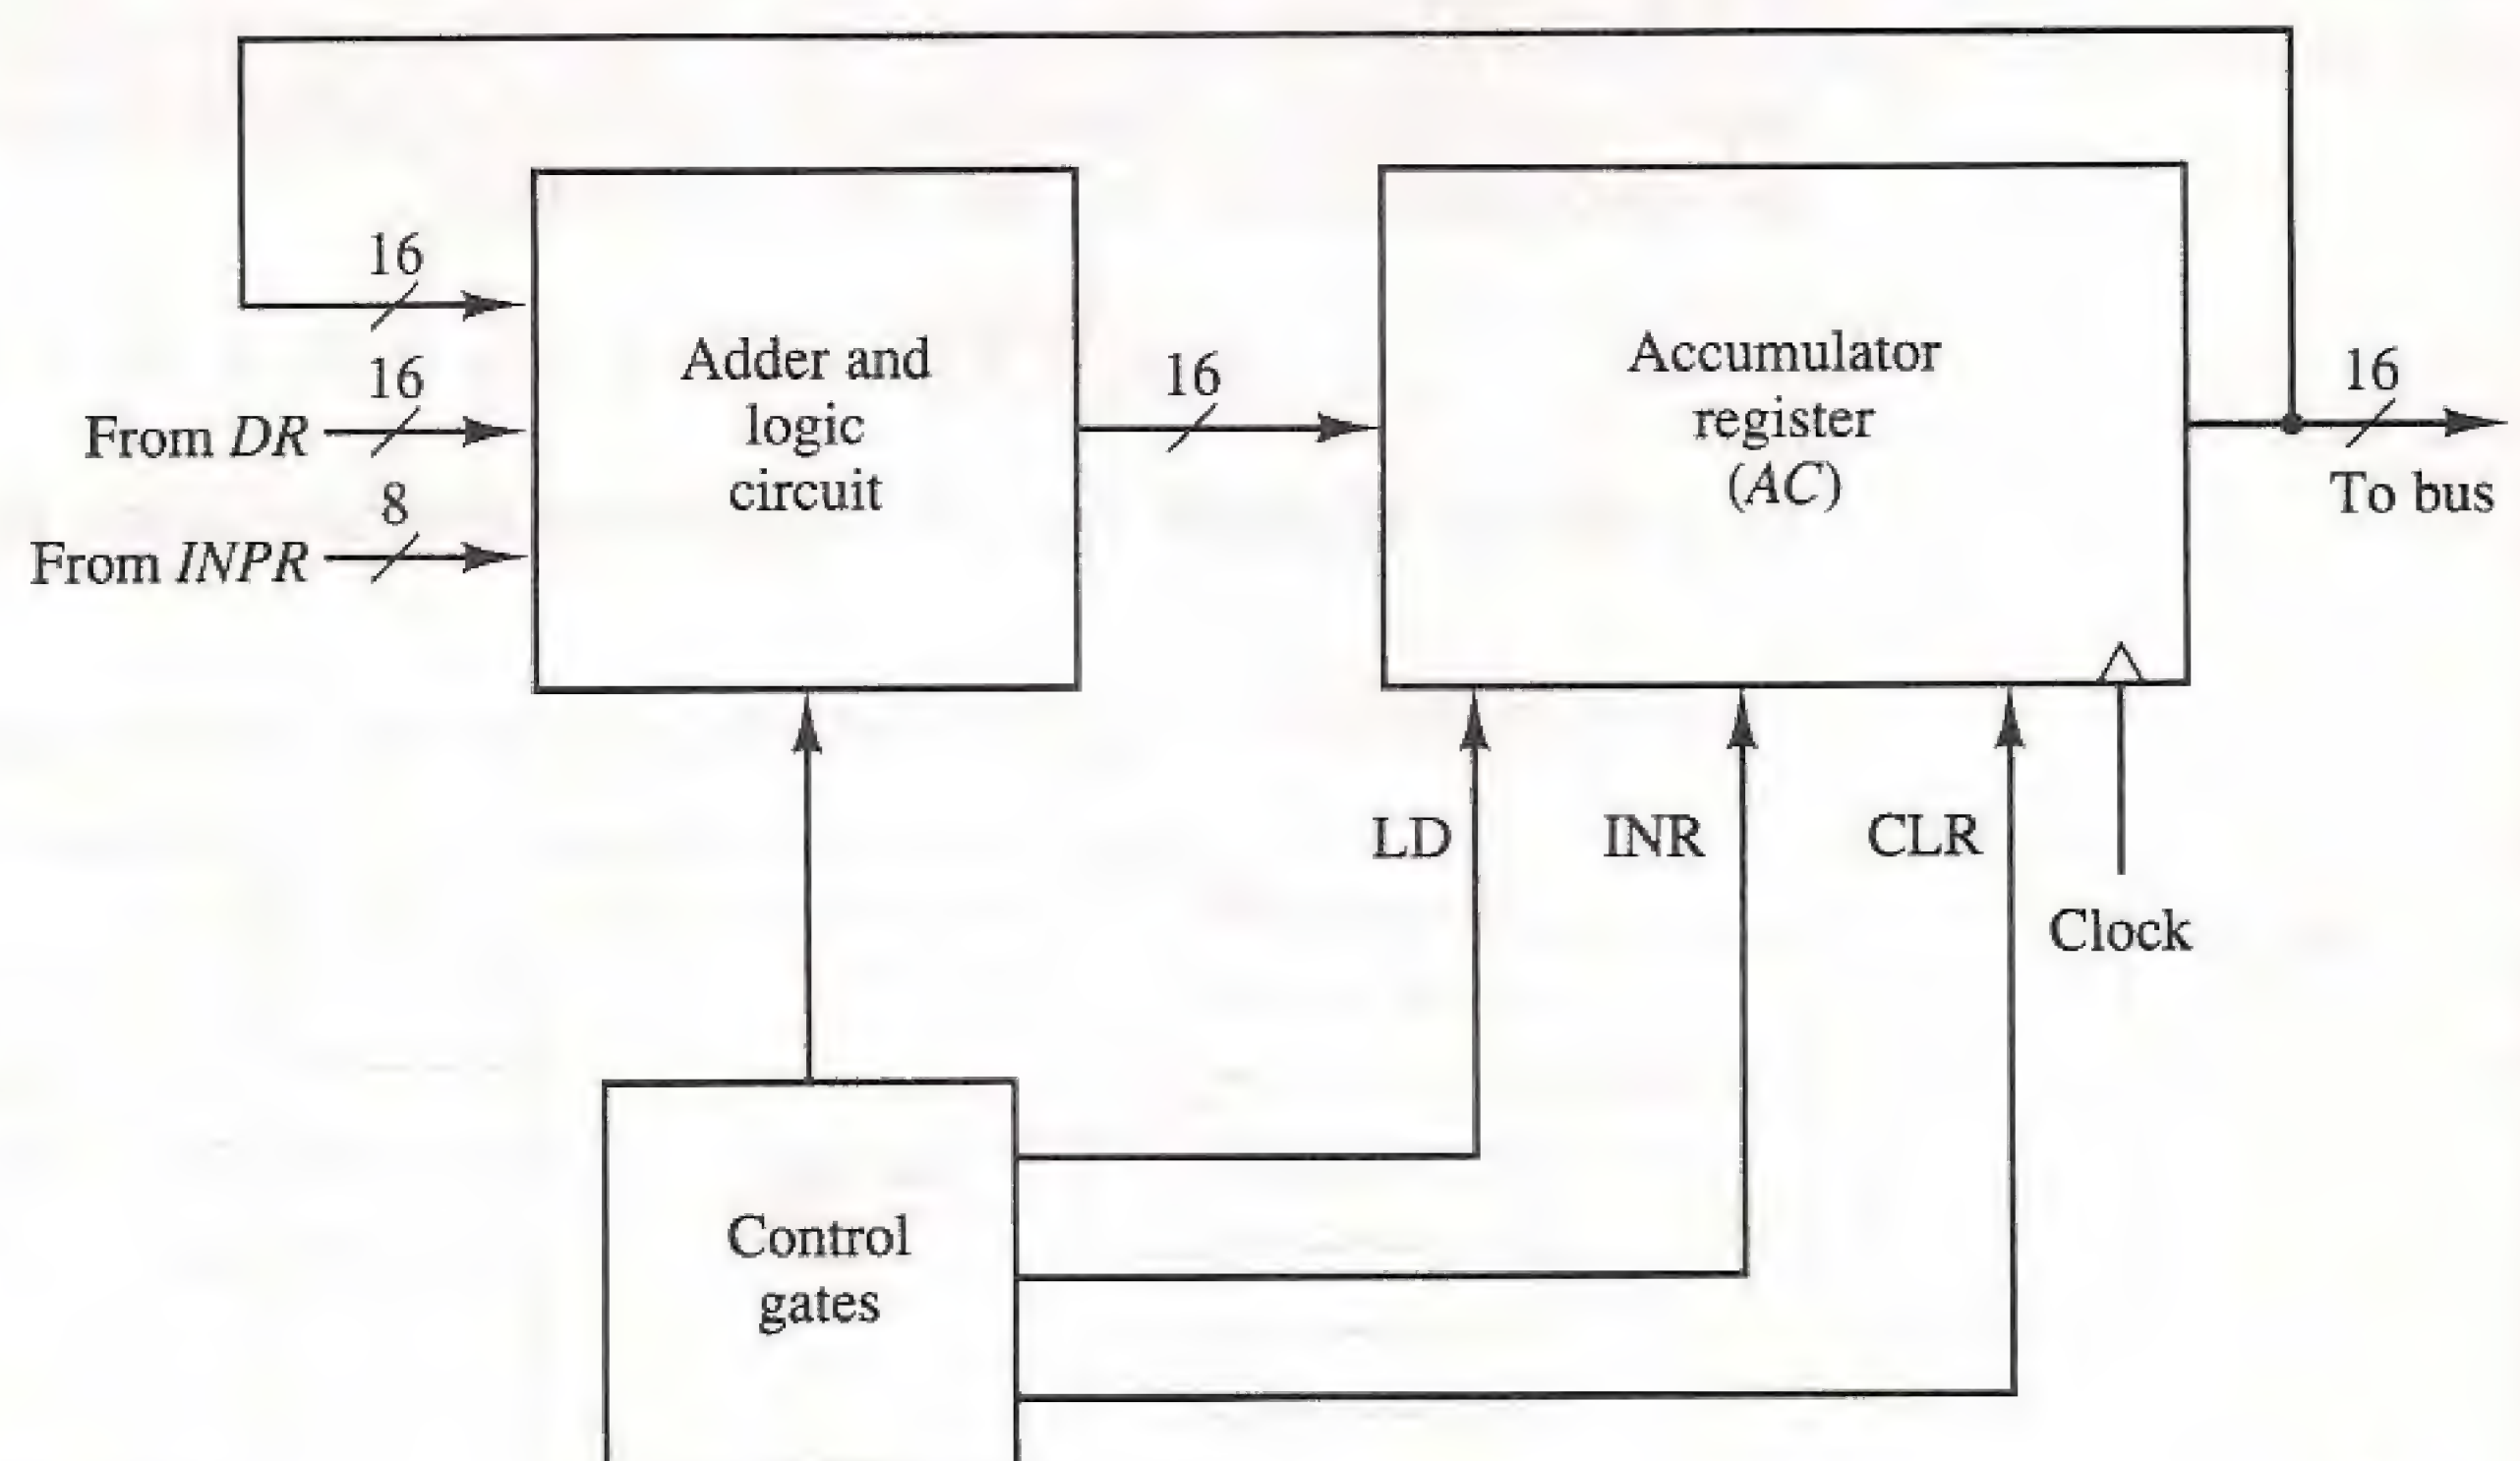 16
Adder and
logic
circuit
Accumulator
register
(AC)
16
From DR
16
16
To bus
8
From INPR
LD
INR
CLR
Clock
Control
gates